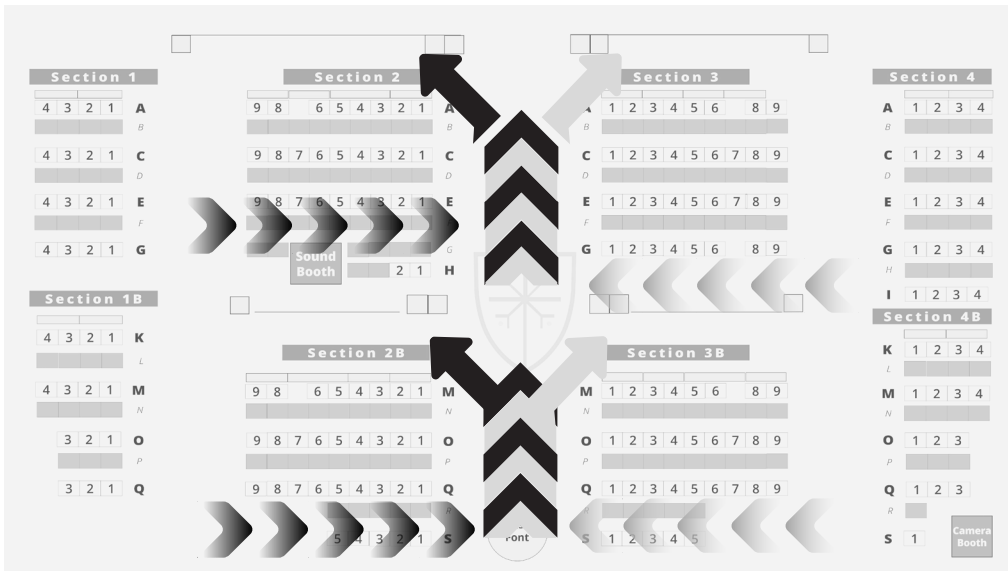 Section 1
4 3 2 1 A
B
4 3 2 1 C
D
4 3 2 1 E
F
4 3 2 1 G
Section 1B
4 3 2 1 K
L
4 3 2 1 M
N
3 2 1 O
P
3 2 1 Q
Section 2
9 8 6 5 4 3 2 1 A
B
9 8 7 6 5 4 3 2 1 C
D
9 8 7 6 5 4 3 2 1 E
G
Sound
Booth
2 1 H
Section 2B
9 8 6 5 4 3 2 1 M
N
9 8 7 6 5 4 3 2 1 O
P
9 8 7 6 5 4 3 2 1 Q
R
5 4 3 2 1 S
Font
Section 3
A 1 2 3 4 5 6 8 9
B
C 1 2 3 4 5 6 7 8 9
D
E 1 2 3 4 5 6 7 8 9
F
G 1 2 3 4 5 6 8 9
Section 3B
M 1 2 3 4 5 6 8 9
N
O 1 2 3 4 5 6 7 8 9
P
Q 1 2 3 4 5 6 7 8 9
R
S 1 2 3 4 5
Section 4
A 1 2 3 4
B
C 1 2 3 4
D
E 1 2 3 4
F
G 1 2 3 4
H
I 1 2 3 4
Section 4B
K 1 2 3 4
L
M 1 2 3 4
N
O 1 2 3
P
Q 1 2 3
R
S 1
Camera
Booth